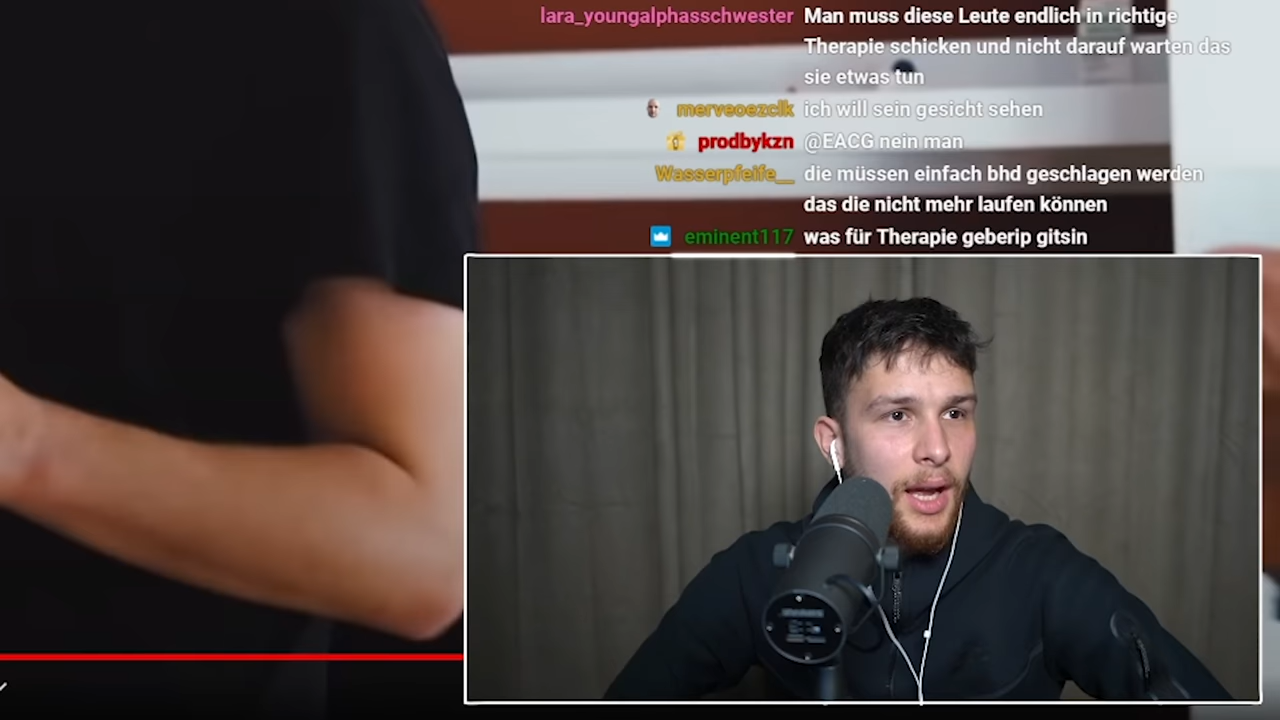 lara_youngalphasschwester Man muss diese Leute endlich in richtige
Therapie schicken und nicht darauf warten das
sie etwas tun
merveoezclk ich will sein gesicht sehen
prodbykzn @EACG nein man
Wasserpfeife__ die müssen einfach bhd geschlagen werden
das die nicht mehr laufen können
eminent117 was für Therapie geberip gitsin